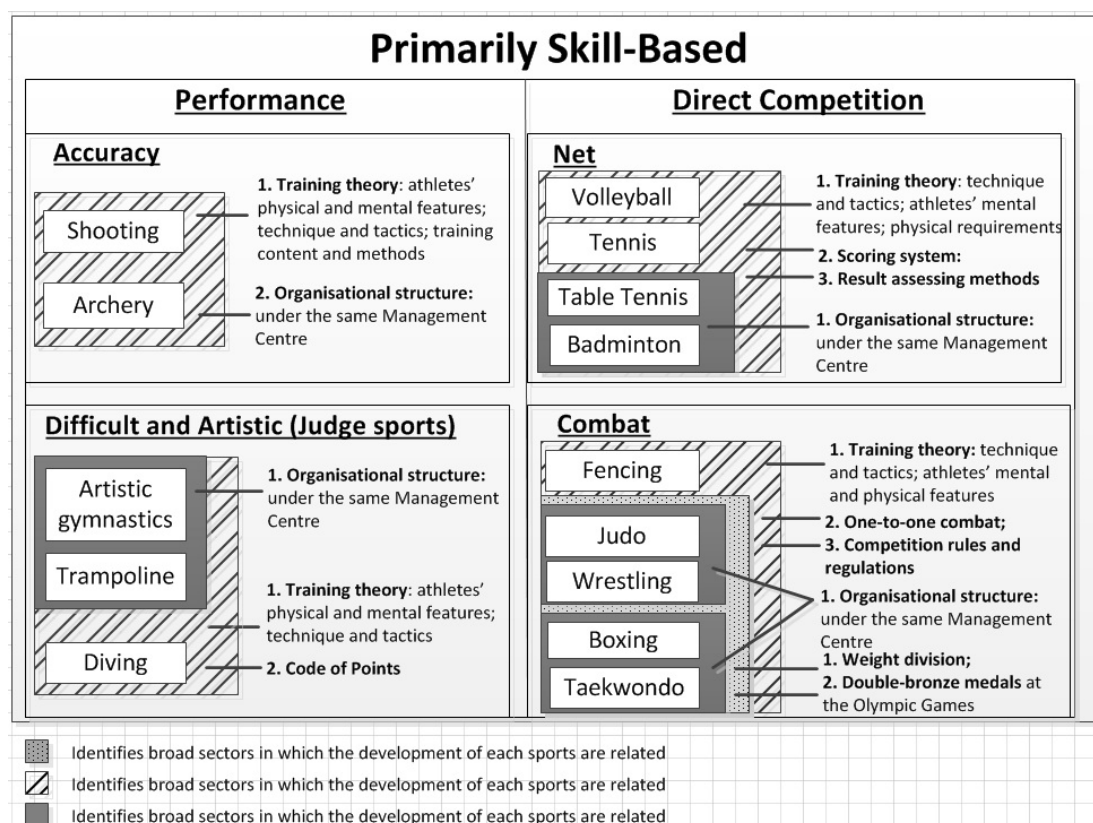 Primarily Skill-Based
Performance
Accuracy
Shooting
Archery
1. Training theory: athletes'
physical and mental features;
technique and tactics; training
content and methods
2. Organisational structure:
under the same Management
Centre
Difficult and Artistic (Judge sports)
Artistic
gymnastics
Trampoline
Diving
1. Organisational structure:
under the same Management
Centre
1. Training theory: athletes'
physical and mental features;
technique and tactics
2. Code of Points
Direct Competition
Net
Volleyball
Tennis
Table Tennis
Badminton
1. Training theory: technique
and tactics; athletes' mental
features; physical requirements
2. Scoring system:
3. Result assessing methods
1. Organisational structure:
under the same Management
Centre
Combat
Fencing
Judo
Wrestling
Boxing
Taekwondo
1. Training theory: technique
and tactics; athletes' mental
and physical features
2. One-to-one combat;
3. Competition rules and
regulations
1. Organisational structure:
under the same Management
Centre
1. Weight division;
2. Double-bronze medals at
the Olympic Games
Identifies broad sectors in which the development of each sports are related
Identifies broad sectors in which the development of each sports are related
Identifies broad sectors in which the development of each sports are related